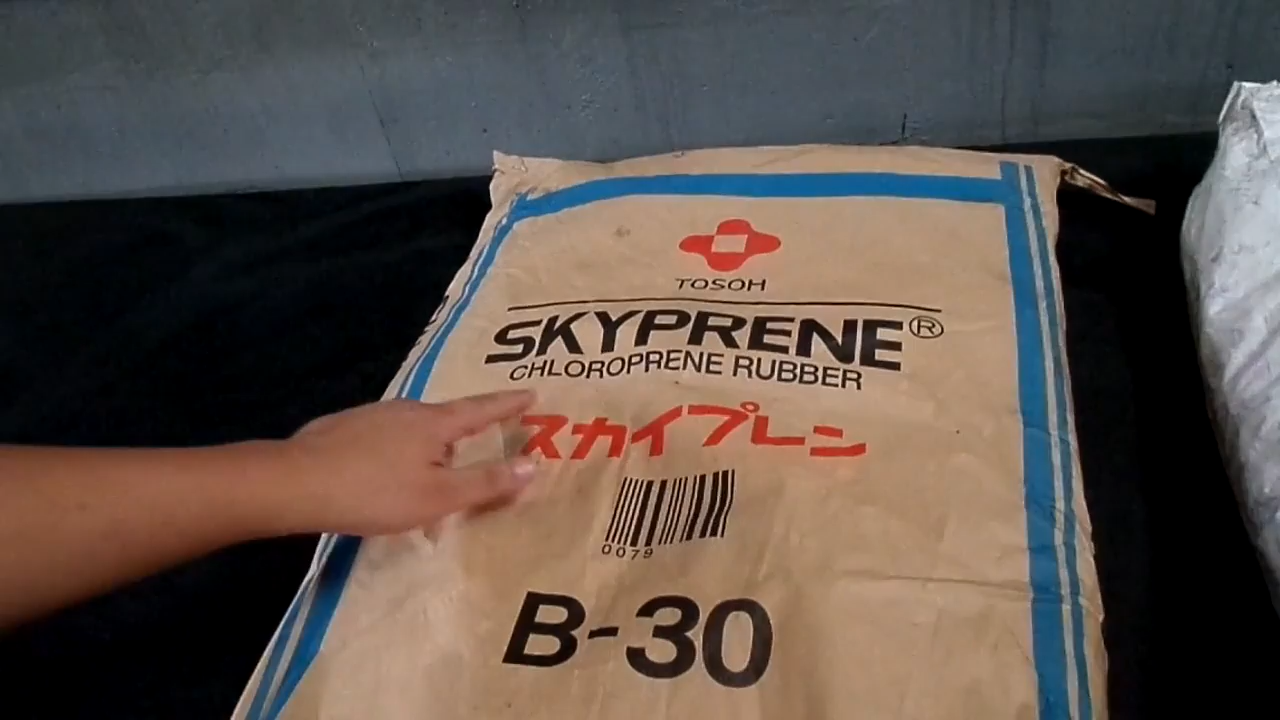 TOSOH
SKYPRENE®
CHLOROPRENE RUBBER
スカイプレン
0079
B-30